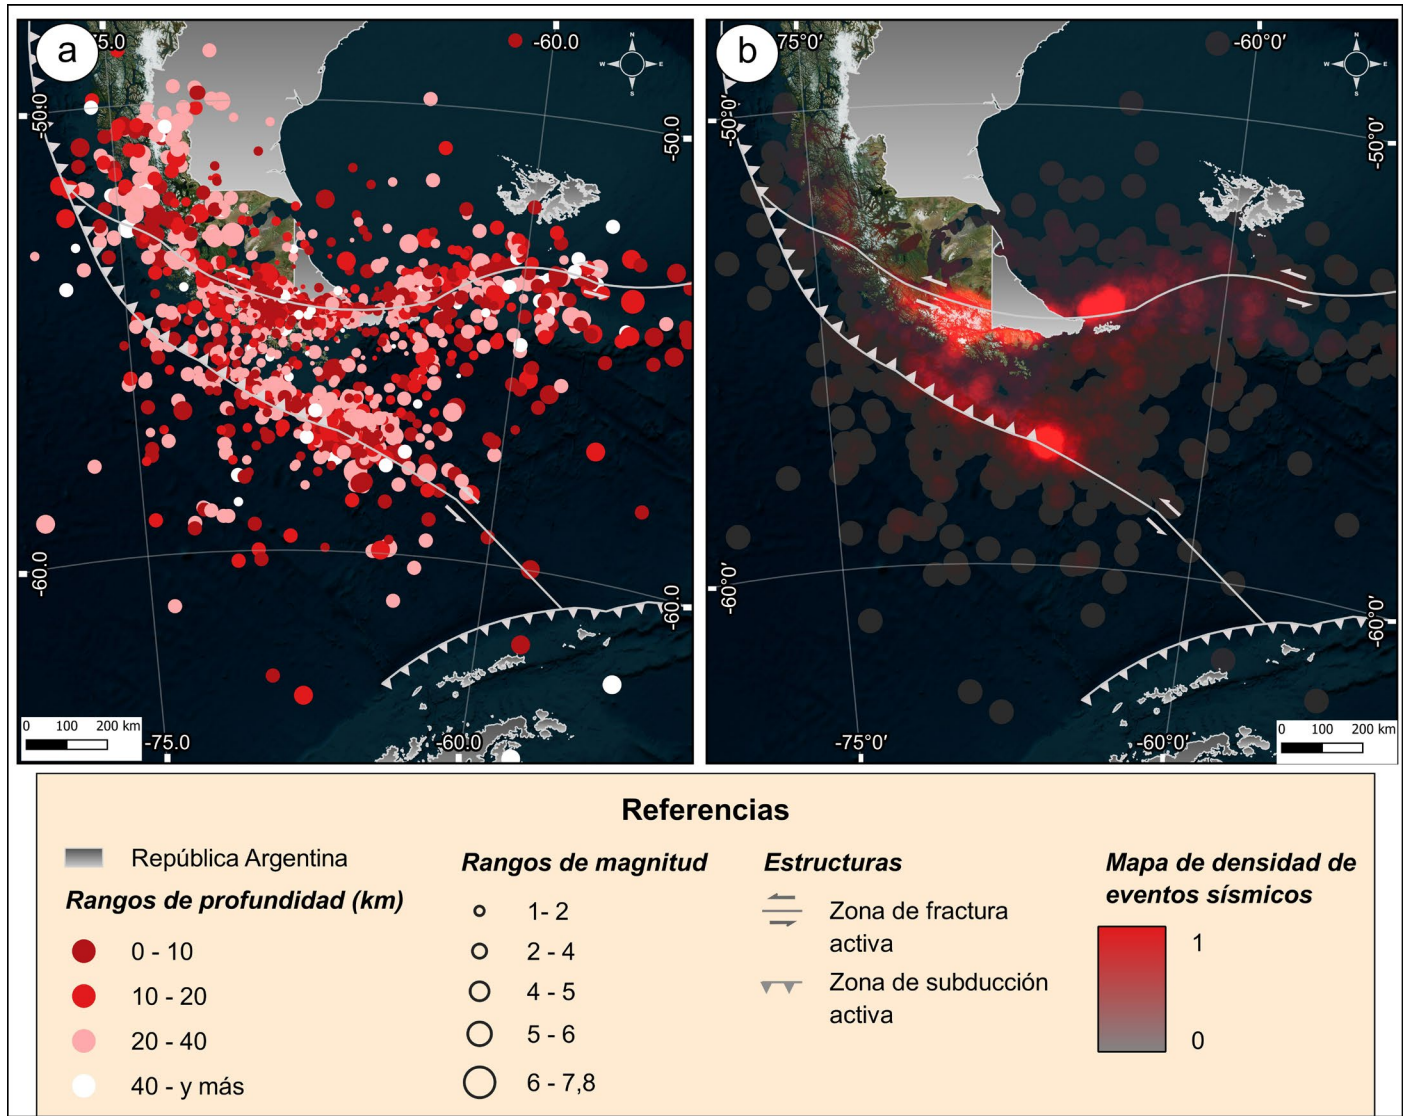 a
75.0
-60.0
N
W
E
S
-50.0
-50.0
-60.0
-60.0
0 100 200 km
-75.0
-60.0
b
75°0′
-60°0′
N
W
E
S
-50°0′
-50°0′
-60°0′
-60°0′
-75°0′
-60°0′
0 100 200 km
Referencias
República Argentina
Rangos de profundidad (km)
0 - 10
10 - 20
20 - 40
40 - y más
Rangos de magnitud
1- 2
2 - 4
4 - 5
5 - 6
6 - 7,8
Estructuras
Zona de fractura
activa
Zona de subducción
activa
Mapa de densidad de
eventos sísmicos
1
0